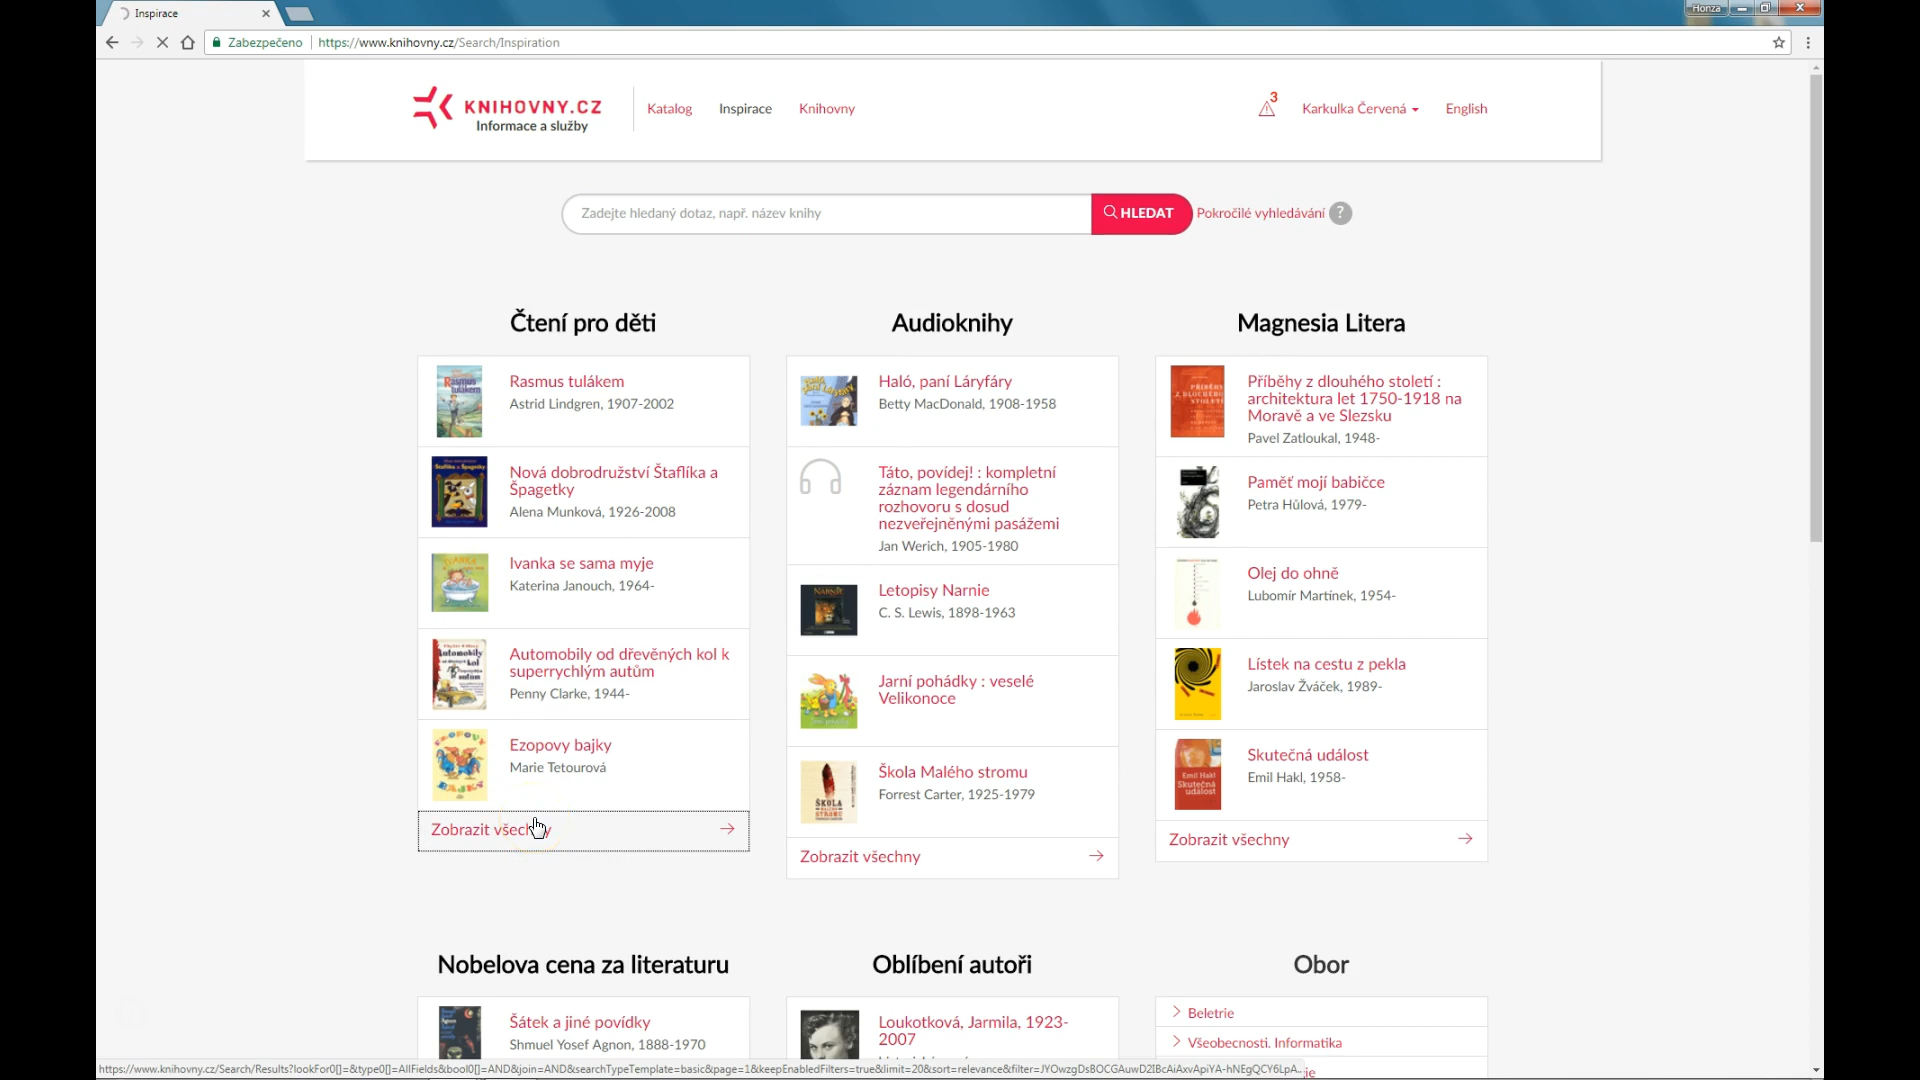 Inspirace
Honza
Zabezpečeno
https://www.knihovny.cz/Search/Inspiration
KNIHOVNY.CZ
Informace a služby
Katalog
Inspirace
Knihovny
3
Karkulka Červená
English
Zadejte hledaný dotaz, např. název knihy
HLEDAT
Pokročilé vyhledávání
?
Čtení pro děti
Rasmus tulákem
Astrid Lindgren, 1907-2002
Nová dobrodružství Štaflíka a
Špagetky
Alena Munková, 1926-2008
Ivanka se sama myje
Katerina Janouch, 1964-
Automobily od dřevěných kol k
superrychlým autům
Penny Clarke, 1944-
Ezopovy bajky
Marie Tetourová
Zobrazit všechny
Audioknihy
Haló, paní Láryfáry
Betty MacDonald, 1908-1958
Táto, povídej! : kompletní
záznam legendárního
rozhovoru s dosud
nezveřejněnými pasážemi
Jan Werich, 1905-1980
Letopisy Narnie
C. S. Lewis, 1898-1963
Jarní pohádky : veselé
Velikonoce
Škola Malého stromu
Forrest Carter, 1925-1979
Zobrazit všechny
Magnesia Litera
Příběhy z dlouhého století :
architektura let 1750-1918 na
Moravě a ve Slezsku
Pavel Zatloukal, 1948-
Paměť mojí babičce
Petra Hůlová, 1979-
Olej do ohně
Lubomír Martínek, 1954-
Lístek na cestu z pekla
Jaroslav Žváček, 1989-
Emil Hakl
Skutečná
událost
Skutečná událost
Emil Hakl, 1958-
Zobrazit všechny
Nobelova cena za literaturu
Šátek a jiné povídky
Shmuel Yosef Agnon, 1888-1970
Oblíbení autoři
Loukotková, Jarmila, 1923-
2007
Obor
Beletrie
Všeobecnosti. Informatika